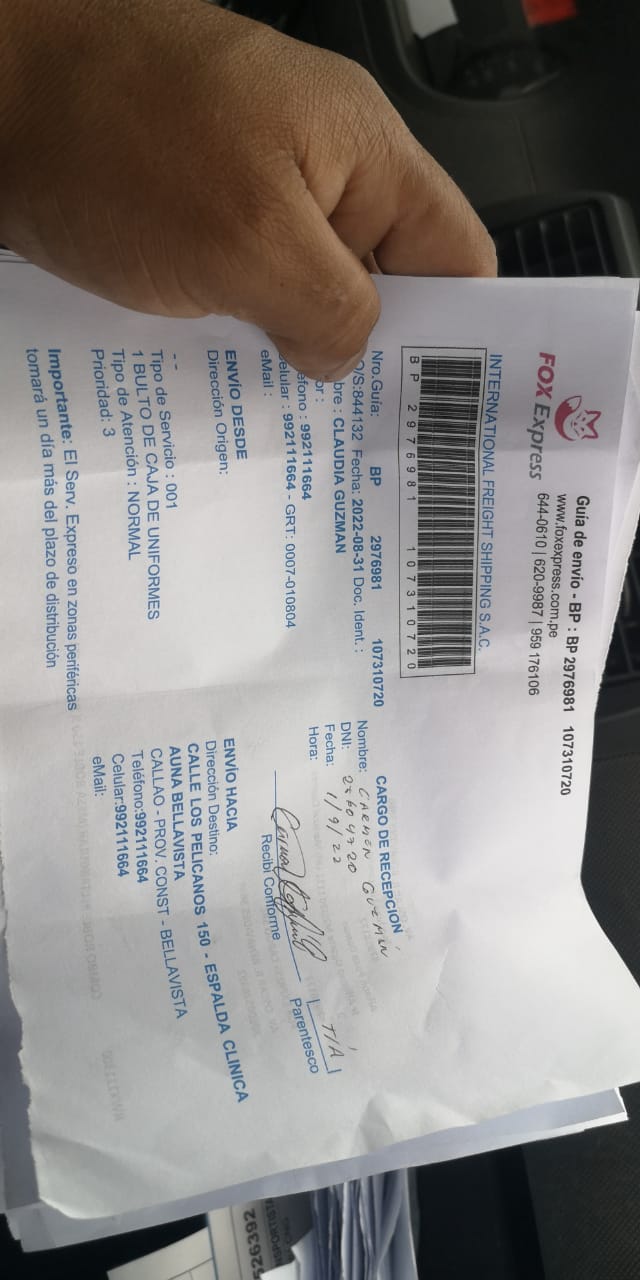 FOX Express
Guía de envío - BP : BP 2976981 107310720
www.foxexpress.com.pe
644-0610 | 620-9987 | 959 176106
INTERNATIONAL FREIGHT SHIPPING S.A.C.
BP 2976981 107310720
Nro.Guía: BP 2976981 107310720
O/S:844132 Fecha: 2022-08-31 Doc. Ident.:
bre : CLAUDIA GUZMAN
or :
éfono : 992111664
elular : 992111664 - GRT: 0007-010804
eMail :
ENVÍO DESDE
Dirección Origen:
- -
Tipo de Servicio : 001
1 BULTO DE CAJA DE UNIFORMES
Tipo de Atención : NORMAL
Prioridad: 3
Importante: El Serv. Expreso en zonas periféricas
tomará un día más del plazo de distribución
CARGO DE RECEPCIÓN
Nombre: CARMEN GUZMÁN
DNI: 25604720
Fecha: 1/9/22
Hora:
T/A
Recibí Conforme Parentesco
ENVÍO HACIA
Dirección Destino:
CALLE LOS PELICANOS 150 - ESPALDA CLINICA
AUNA BELLAVISTA
CALLAO - PROV. CONST - BELLAVISTA
Teléfono:992111664
Celular:992111664
eMail:
526392